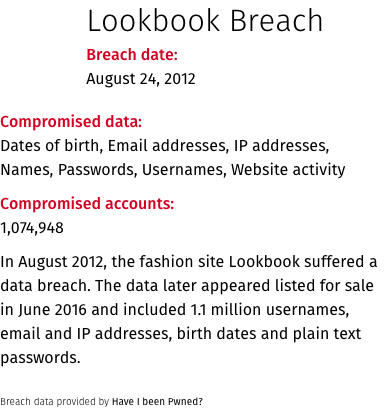 Lookbook Breach
Breach date:
August 24, 2012
Compromised data:
Dates of birth, Email addresses, IP addresses,
Names, Passwords, Usernames, Website activity
Compromised accounts:
1,074,948
In August 2012, the fashion site Lookbook suffered a
data breach. The data later appeared listed for sale
in June 2016 and included 1.1 million usernames,
email and IP addresses, birth dates and plain text
passwords.
Breach data provided by Have I been Pwned?